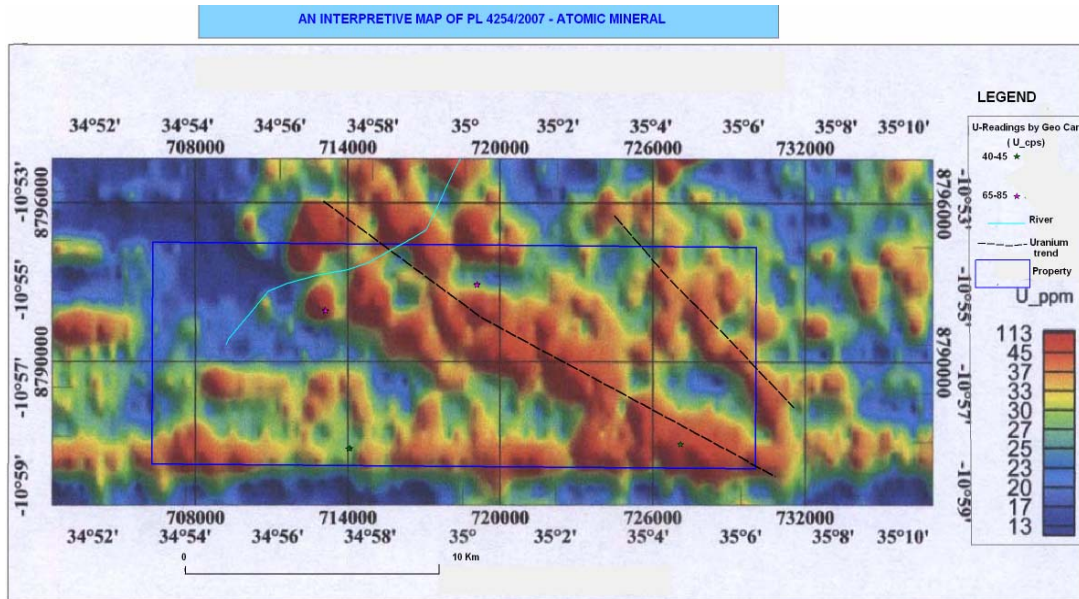 AN INTERPRETIVE MAP OF PL 4254/2007 - ATOMIC MINERAL
LEGEND
U-Readings by Geo Car
( U_cps)
40-45
65-85
River
Uranium
trend
Property
U_ppm
113
45
37
33
30
27
25
23
20
17
13
34°52' 34°54' 34°56' 34°58' 35° 35°2' 35°4' 35°6' 35°8' 35°10'
708000 714000 720000 726000 732000
-10°53'
8796000
-10°55'
8790000
-10°57'
-10°59'
8796000
-10°53'
-10°55'
8790000
-10°57'
-10°59'
708000 714000 720000 726000 732000
34°52' 34°54' 34°56' 34°58' 35° 35°2' 35°4' 35°6' 35°8' 35°10'
0 10 Km